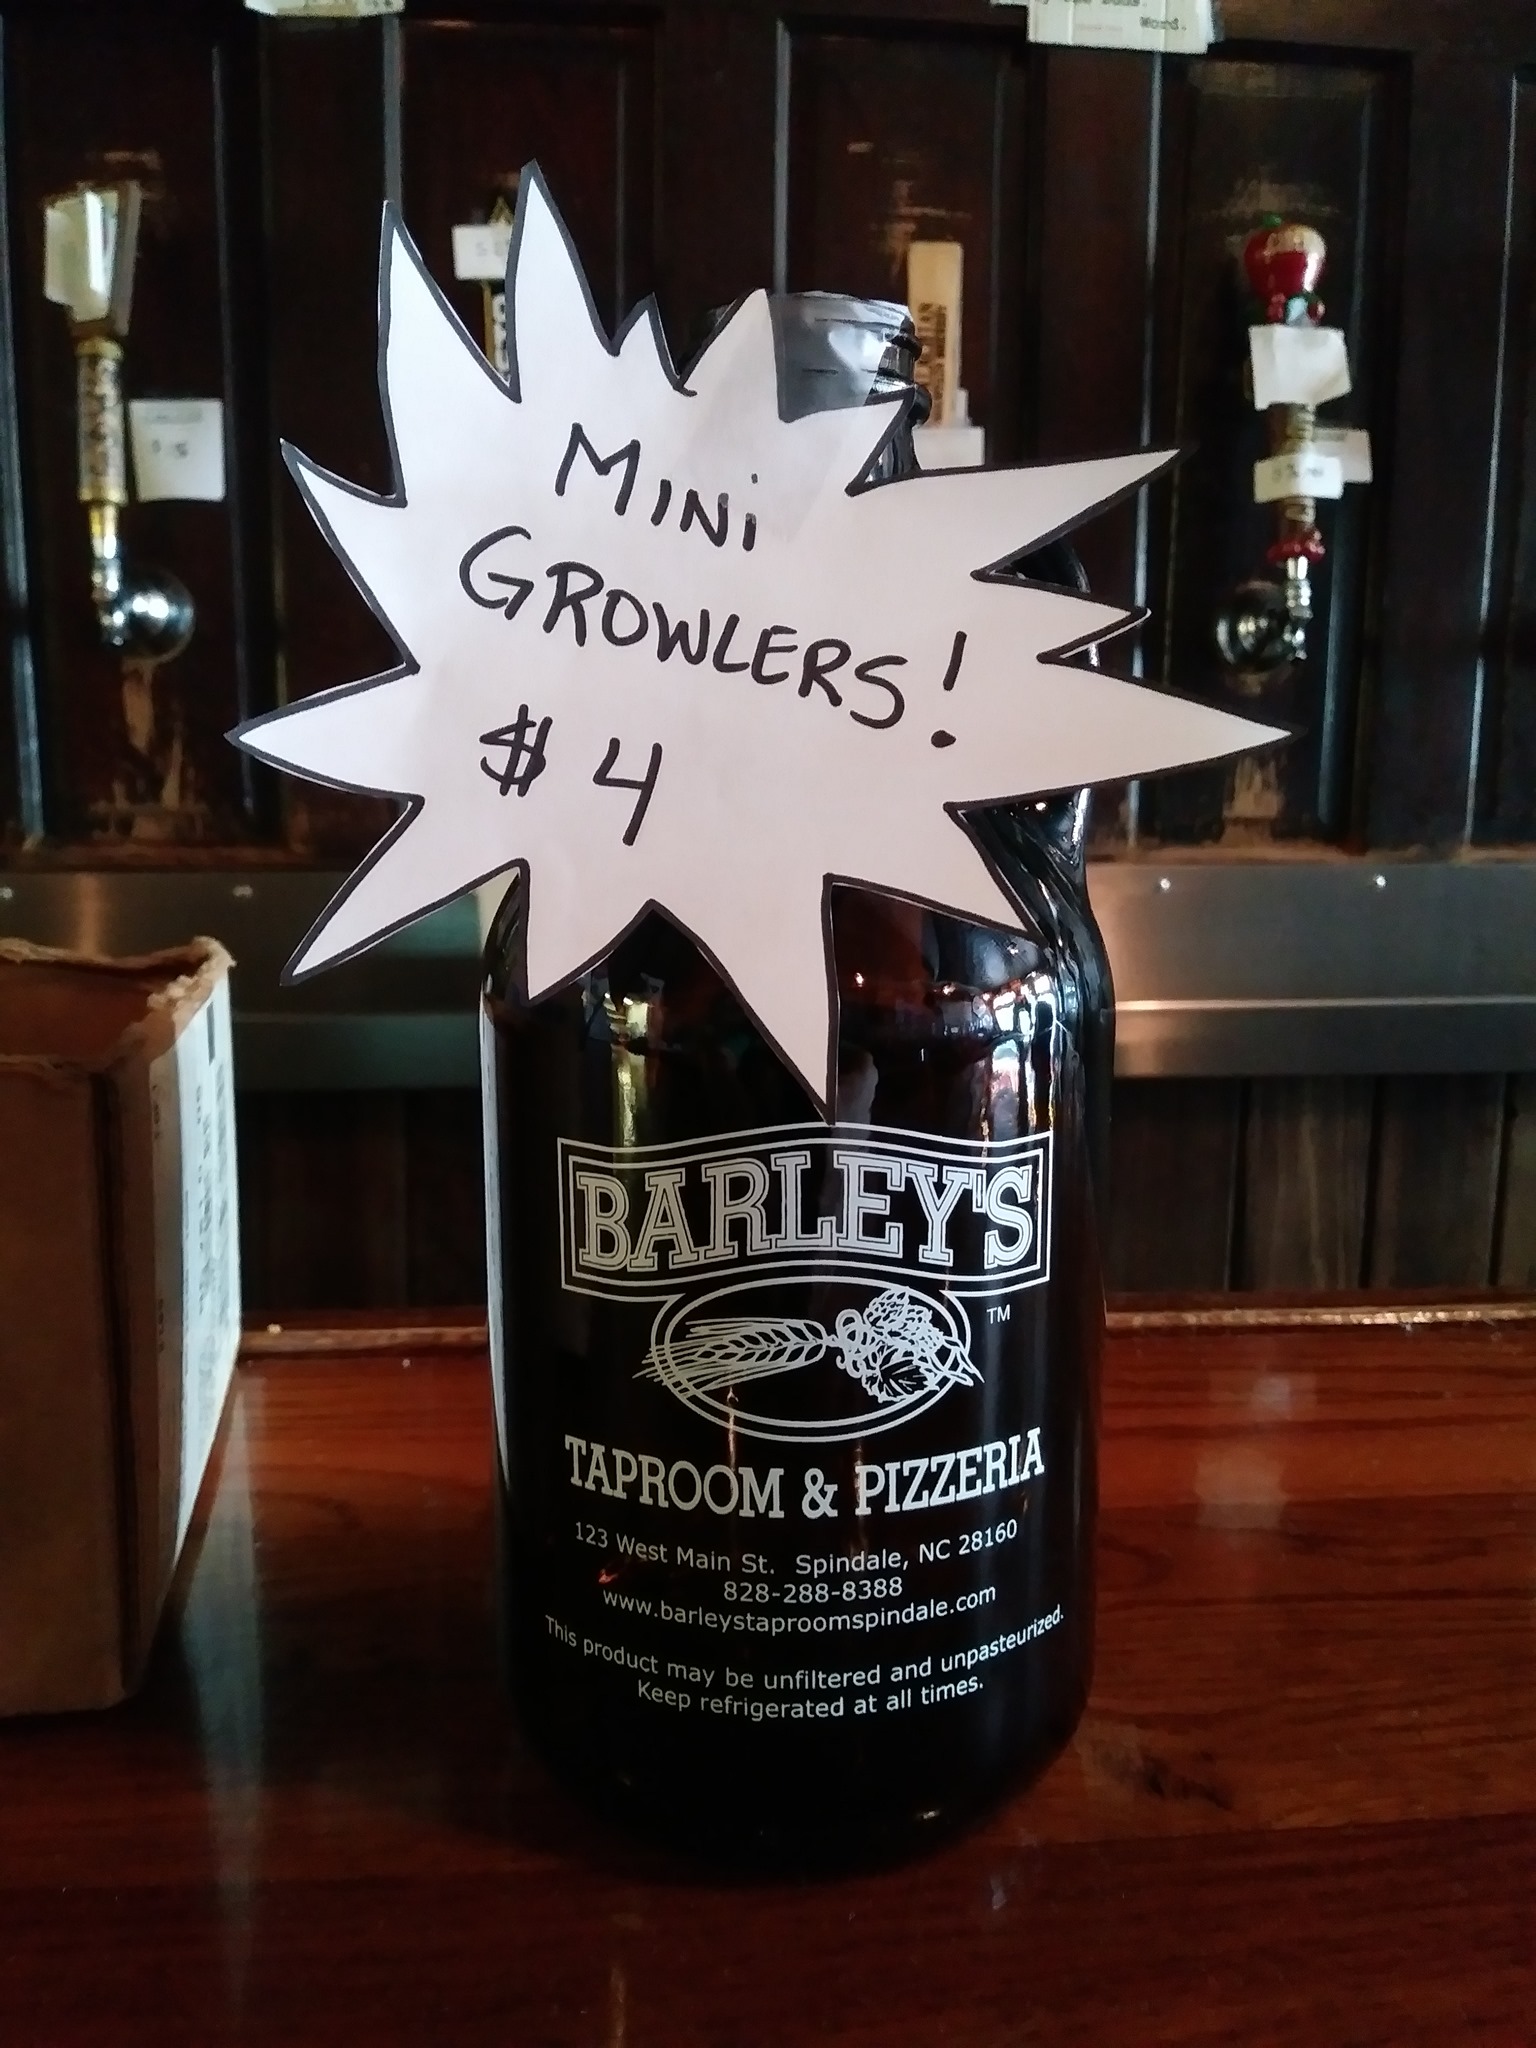 Word.
MINi
GROWLERS!
$4
BARLEY'S
TM
TAPROOM & PIZZERIA
123 West Main St. Spindale, NC 28160
828-288-8388
www.barleystaproomspindale.com
This product may be unfiltered and unpasteurized.
Keep refrigerated at all times.